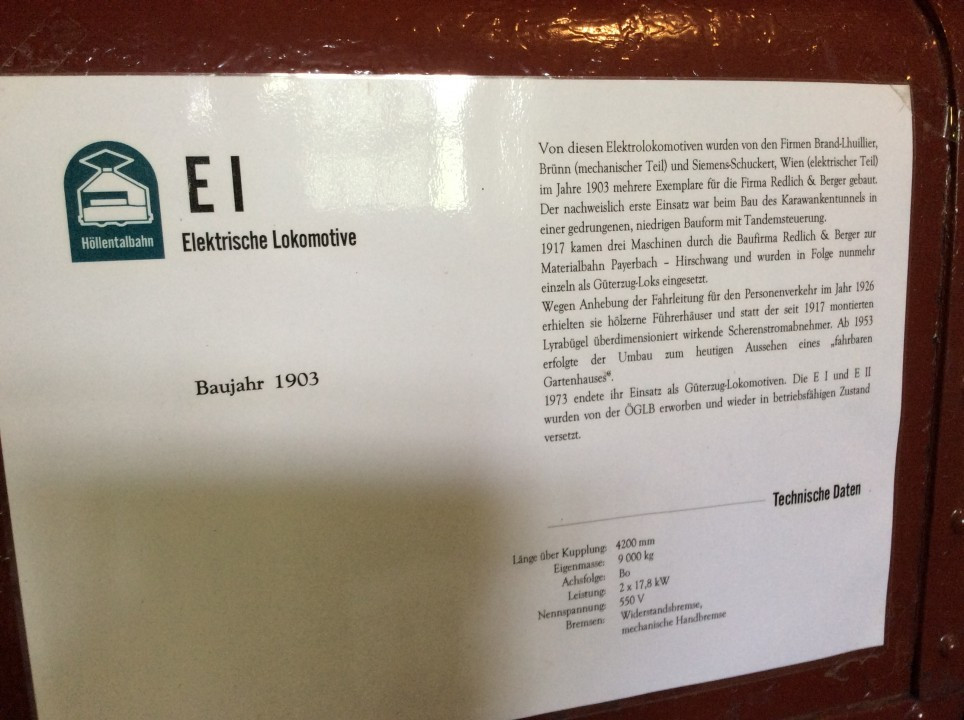 Höllentalbahn
E I
Elektrische Lokomotive
Baujahr 1903
Von diesen Elektrolokomotiven wurden von den Firmen Brand-Lhuillier,
Brünn (mechanischer Teil) und Siemens-Schuckert, Wien (elektrischer Teil)
im Jahre 1903 mehrere Exemplare für die Firma Redlich & Berger gebaut.
Der nachweislich erste Einsatz war beim Bau des Karawankentunnels in
einer gedrungenen, niedrigen Bauform mit Tandemsteuerung.
1917 kamen drei Maschinen durch die Baufirma Redlich & Berger zur
Materialbahn Payerbach – Hirschwang und wurden in Folge nunmehr
einzeln als Güterzug-Loks eingesetzt.
Wegen Anhebung der Fahrleitung für den Personenverkehr im Jahr 1926
erhielten sie hölzerne Führerhäuser und statt der seit 1917 montierten
Lyrabügel überdimensioniert wirkende Scherenstromabnehmer. Ab 1953
erfolgte der Umbau zum heutigen Aussehen eines „fahrbaren
Gartenhauses“.
1973 endete ihr Einsatz als Güterzug-Lokomotiven. Die E I und E II
wurden von der ÖGLB erworben und wieder in betriebsfähigen Zustand
versetzt.
Technische Daten
Länge über Kupplung: 4200 mm
Eigenmasse: 9 000 kg
Achsfolge: Bo
Leistung: 2 x 17,8 kW
Nennspannung: 550 V
Bremsen: Widerstandsbremse,
mechanische Handbremse